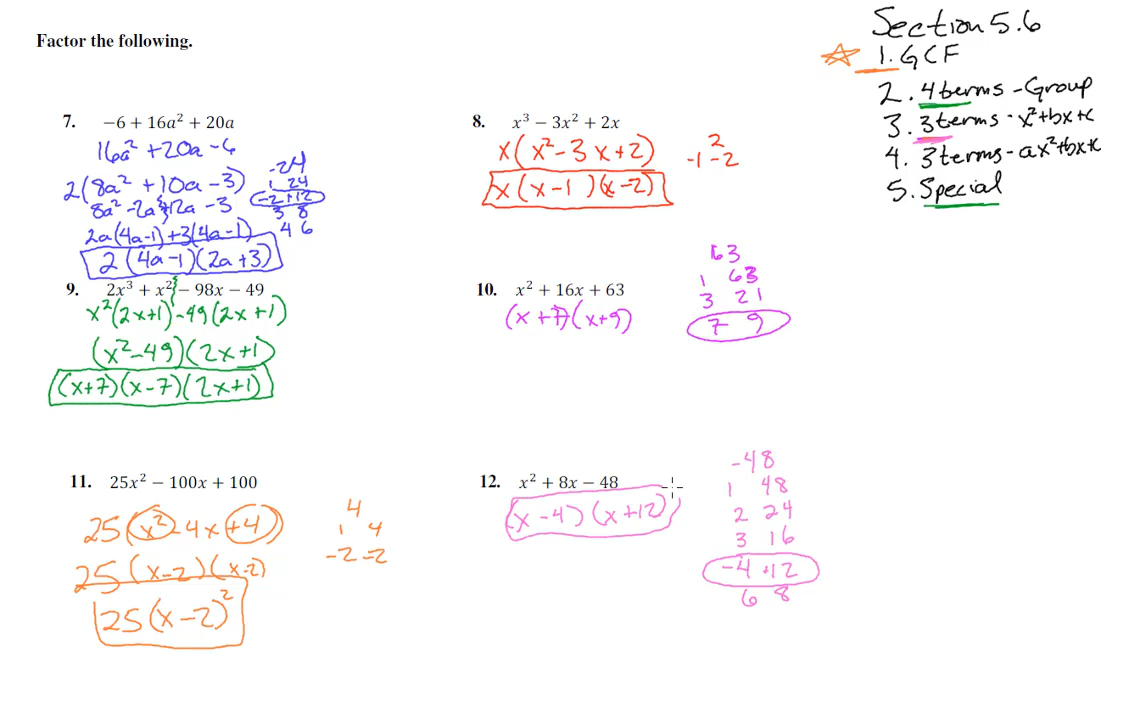 Factor the following.
Section 5.6
1. GCF
2. 4 terms - Group
3. 3 terms - x²+bx+c
4. 3 terms - ax²+bx+c
5. Special
7. −6 + 16a² + 20a
16a² + 20a - 6
2(8a² + 10a - 3)
8a² - 2a + 12a - 3
2a(4a-1) + 3(4a-1)
2(4a-1)(2a+3)
-24
1 24
-2 +12
3 8
4 6
8. x³ − 3x² + 2x
x(x² - 3x + 2)
x(x-1)(x-2)
2
-1 -2
9. 2x³ + x² − 98x − 49
x²(2x+1) - 49(2x+1)
(x²-49)(2x+1)
(x+7)(x-7)(2x+1)
10. x² + 16x + 63
(x+7)(x+9)
63
1 63
3 21
7 9
11. 25x² − 100x + 100
25(x² - 4x + 4)
25(x-2)(x-2)
25(x-2)²
4
1 4
-2 -2
12. x² + 8x − 48
(x-4)(x+12)
-48
1 48
2 24
3 16
-4 +12
6 8